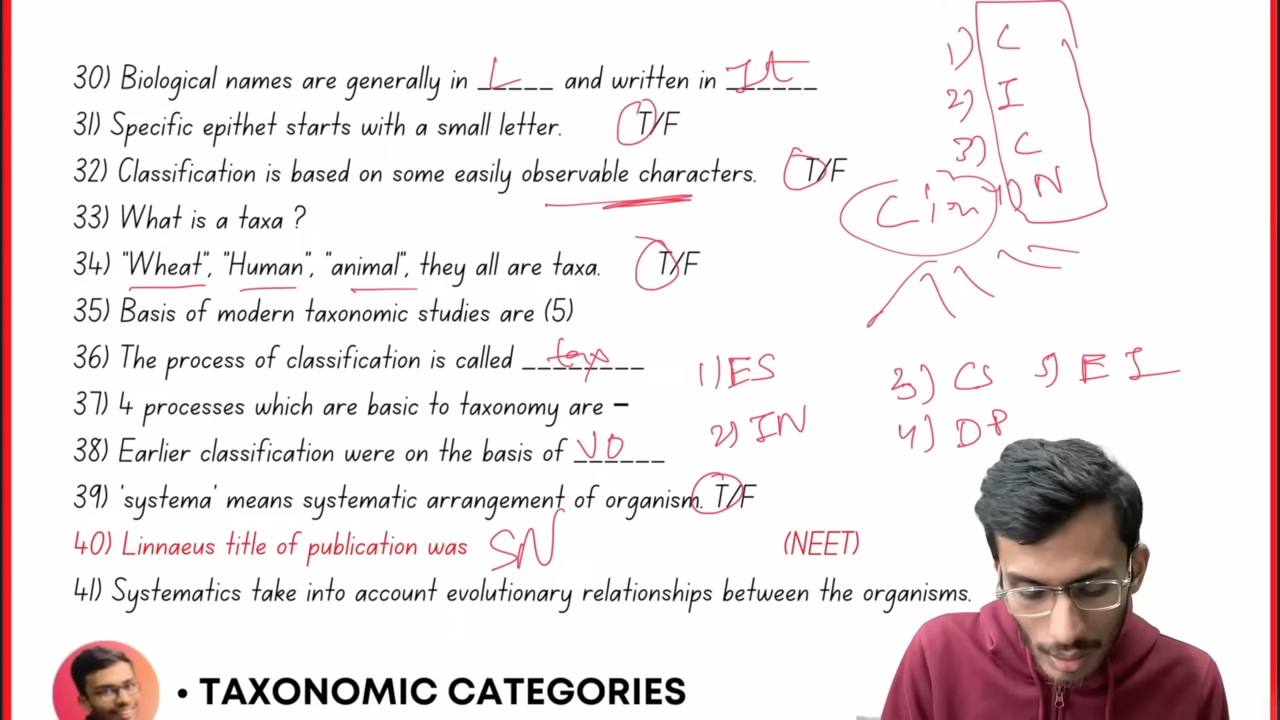 1) C
2) I
3) C
4) N
Cin
30) Biological names are generally in L____ and written in It______
31) Specific epithet starts with a small letter. T/F
32) Classification is based on some easily observable characters. T/F
33) What is a taxa ?
34) "Wheat", "Human", "animal", they all are taxa. T/F
35) Basis of modern taxonomic studies are (5)
36) The process of classification is called taxo
1) ES 3) CS 5) E I
37) 4 processes which are basic to taxonomy are -
2) IN 4) DP
38) Earlier classification were on the basis of VO
39) 'systema' means systematic arrangement of organism. T/F
40) Linnaeus title of publication was SN (NEET)
41) Systematics take into account evolutionary relationships between the organisms.
• TAXONOMIC CATEGORIES